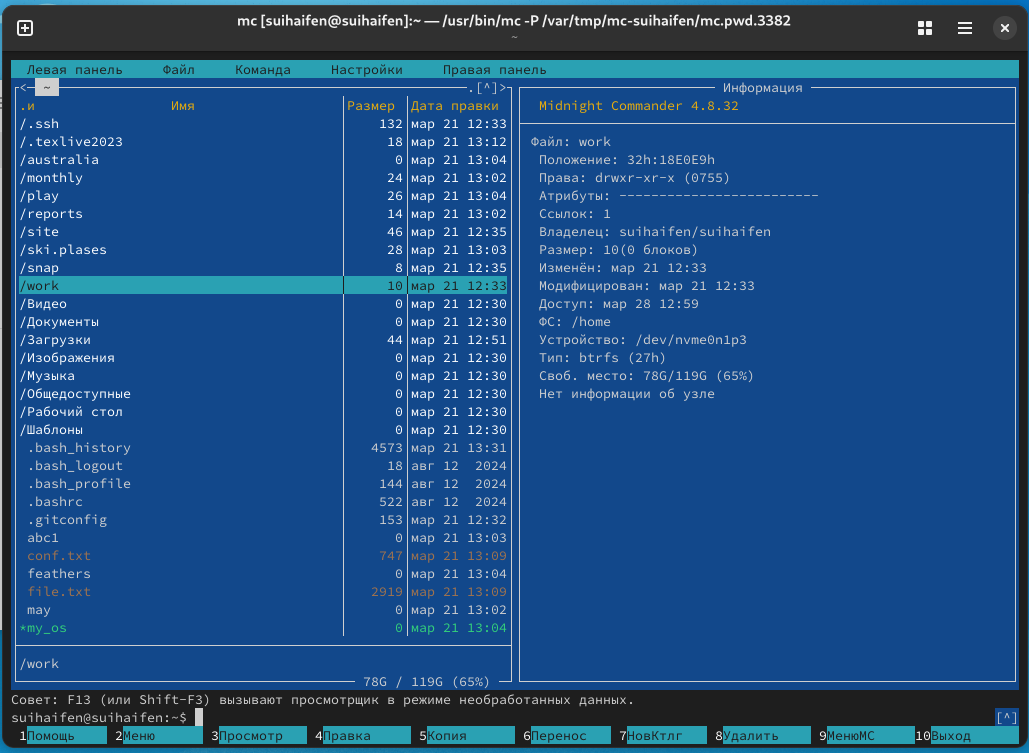 mc [suihaifen@suihaifen]:~ — /usr/bin/mc -P /var/tmp/mc-suihaifen/mc.pwd.3382
~
Левая панель Файл Команда Настройки Правая панель
<─ ~ ─.[^]>
.и Имя Размер Дата правки
/.ssh 132 мар 21 12:33
/.texlive2023 18 мар 21 13:12
/australia 0 мар 21 13:04
/monthly 24 мар 21 13:02
/play 26 мар 21 13:04
/reports 14 мар 21 13:02
/site 46 мар 21 12:35
/ski.plases 28 мар 21 13:03
/snap 8 мар 21 12:35
/work 10 мар 21 12:33
/Видео 0 мар 21 12:30
/Документы 0 мар 21 12:30
/Загрузки 44 мар 21 12:51
/Изображения 0 мар 21 12:30
/Музыка 0 мар 21 12:30
/Общедоступные 0 мар 21 12:30
/Рабочий стол 0 мар 21 12:30
/Шаблоны 0 мар 21 12:30
.bash_history 4573 мар 21 13:31
.bash_logout 18 авг 12 2024
.bash_profile 144 авг 12 2024
.bashrc 522 авг 12 2024
.gitconfig 153 мар 21 12:32
abc1 0 мар 21 13:03
conf.txt 747 мар 21 13:09
feathers 0 мар 21 13:04
file.txt 2919 мар 21 13:09
may 0 мар 21 13:02
*my_os 0 мар 21 13:04
/work
78G / 119G (65%)
Информация
Midnight Commander 4.8.32
Файл: work
Положение: 32h:18E0E9h
Права: drwxr-xr-x (0755)
Атрибуты: -------------------------
Ссылок: 1
Владелец: suihaifen/suihaifen
Размер: 10(0 блоков)
Изменён: мар 21 12:33
Модифицирован: мар 21 12:33
Доступ: мар 28 12:59
ФС: /home
Устройство: /dev/nvme0n1p3
Тип: btrfs (27h)
Своб. место: 78G/119G (65%)
Нет информации об узле
Совет: F13 (или Shift-F3) вызывают просмотрщик в режиме необработанных данных.
suihaifen@suihaifen:~$ [^]
1Помощь 2Меню 3Просмотр 4Правка 5Копия 6Перенос 7НовКтлг 8Удалить 9МенюМС 10Выход